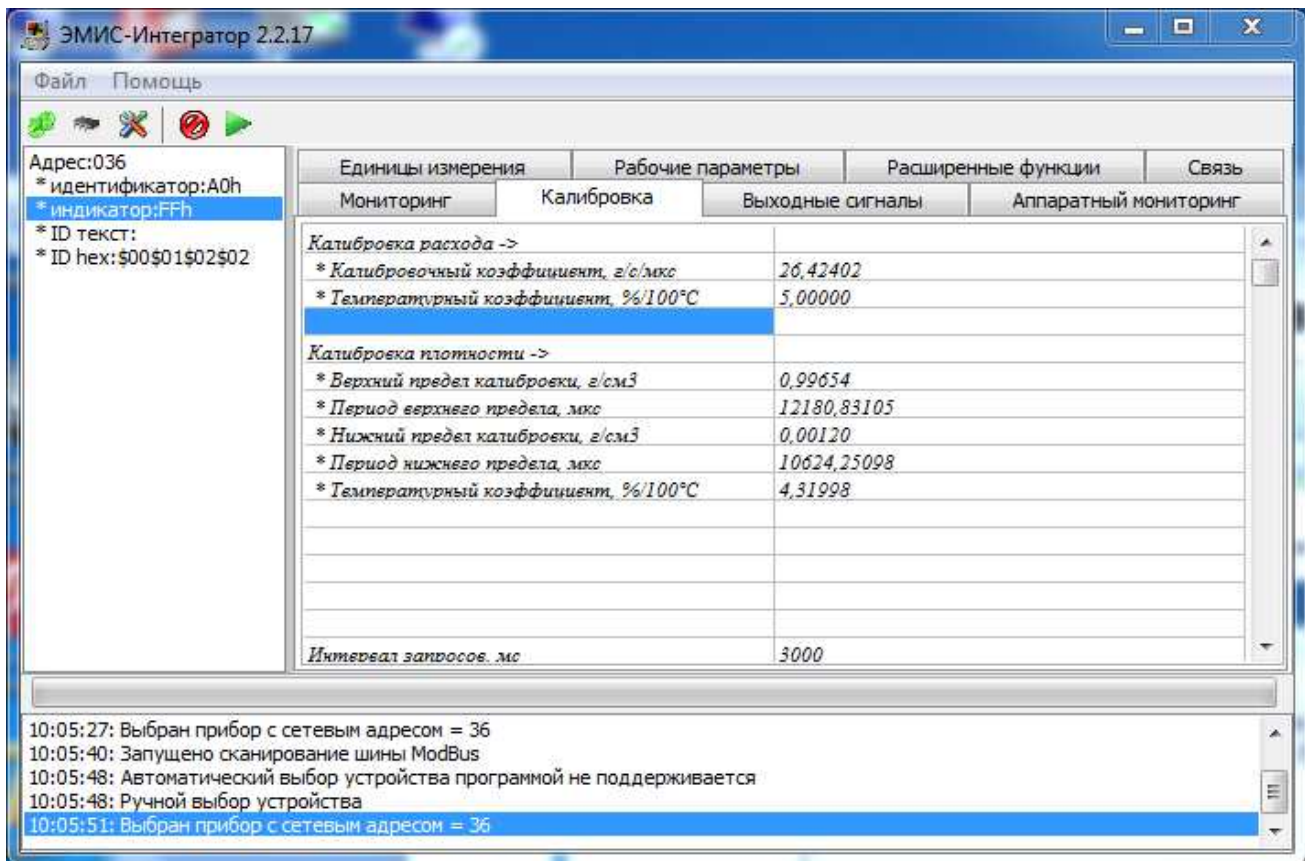 ЭМИС-Интегратор 2.2.17
Файл Помощь
Адрес:036
* идентификатор:A0h
* индикатор:FFh
* ID текст:
* ID hex:$00$01$02$02
Единицы измерения Рабочие параметры Расширенные функции Связь
Мониторинг Калибровка Выходные сигналы Аппаратный мониторинг
Калибровка расхода ->
* Калибровочный коэффициент, г/с/мкс 26,42402
* Температурный коэффициент, %/100°C 5,00000
Калибровка плотности ->
* Верхний предел калибровки, г/см3 0,99654
* Период верхнего предела, мкс 12180,83105
* Нижний предел калибровки, г/см3 0,00120
* Период нижнего предела, мкс 10624,25098
* Температурный коэффициент, %/100°C 4,31998
Интервал запросов, мс 3000
10:05:27: Выбран прибор с сетевым адресом = 36
10:05:40: Запущено сканирование шины ModBus
10:05:48: Автоматический выбор устройства программой не поддерживается
10:05:48: Ручной выбор устройства
10:05:51: Выбран прибор с сетевым адресом = 36